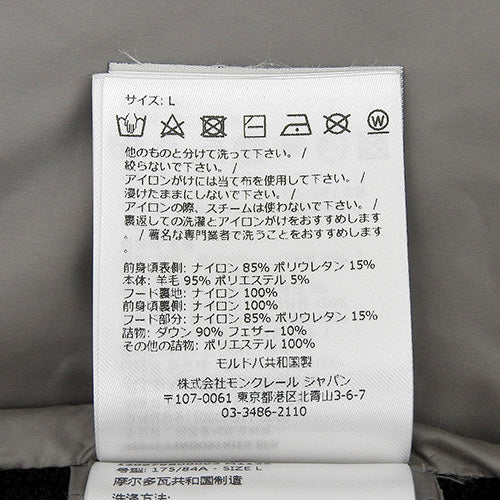 サイズ: L
W
他のものと分けて洗って下さい。 /
絞らないで下さい。 /
アイロンがけには当て布を使用して下さい。 /
浸けたままにしないで下さい。 /
アイロンの際、スチームは使わないで下さい。 /
裏返しての洗濯とアイロンがけをおすすめします
。 / 著名な専門業者で洗うことをおすすめします
。
前身頃表側: ナイロン 85% ポリウレタン 15%
本体: 羊毛 95% ポリエステル 5%
フード裏地: ナイロン 100%
前身頃裏側: ナイロン 100%
フード部分: ナイロン 85% ポリウレタン 15%
詰物: ダウン 90% フェザー 10%
その他の詰物: ポリエステル 100%
モルドバ共和国製
株式会社モンクレール ジャパン
〒107-0061 東京都港区北青山3-6-7
03-3486-2110
号型: 175/84A - SIZE L
摩尔多瓦共和国制造
洗涤方法: